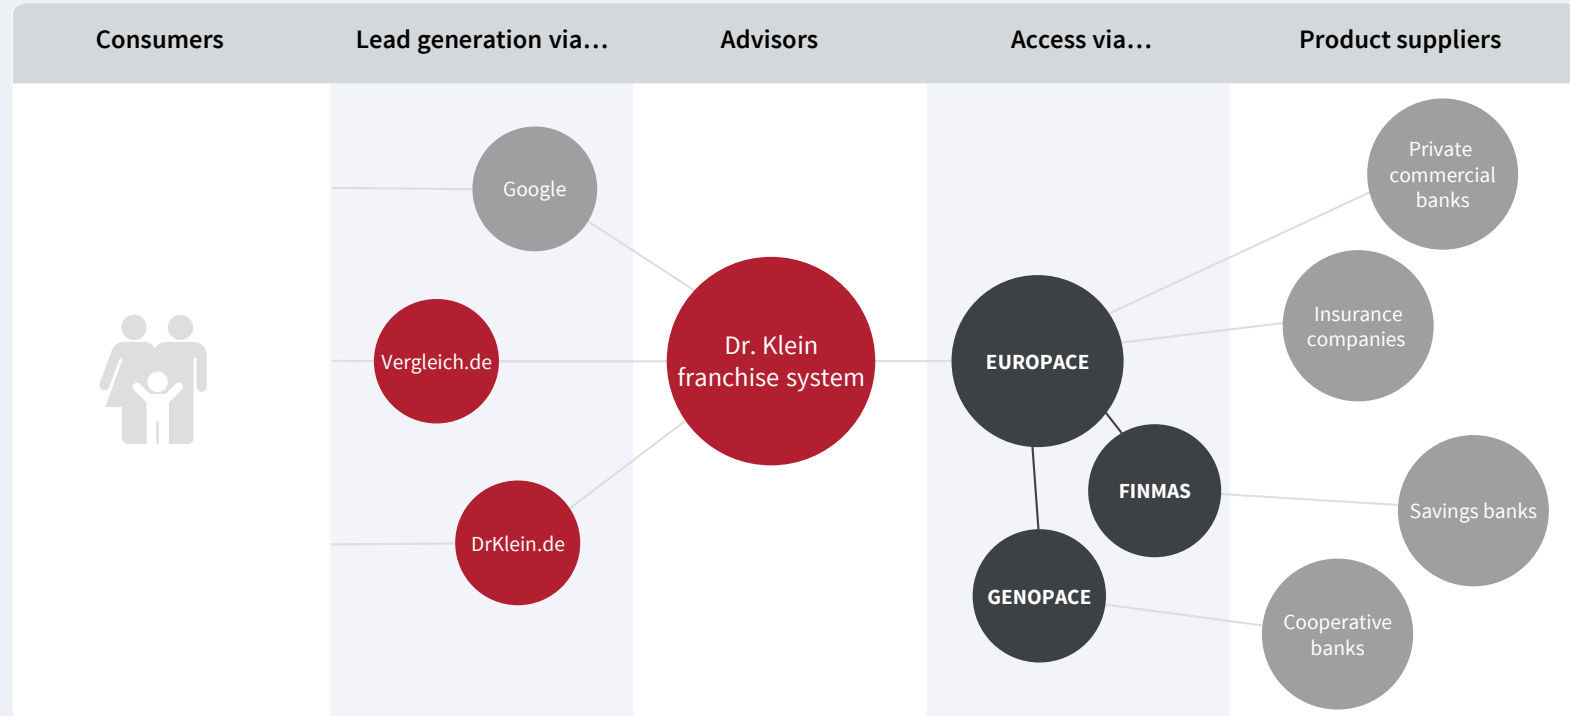 Consumers
Lead generation via…
Advisors
Access via…
Product suppliers
Google
Vergleich.de
DrKlein.de
Dr. Klein
franchise system
EUROPACE
FINMAS
GENOPACE
Private
commercial
banks
Insurance
companies
Savings banks
Cooperative
banks